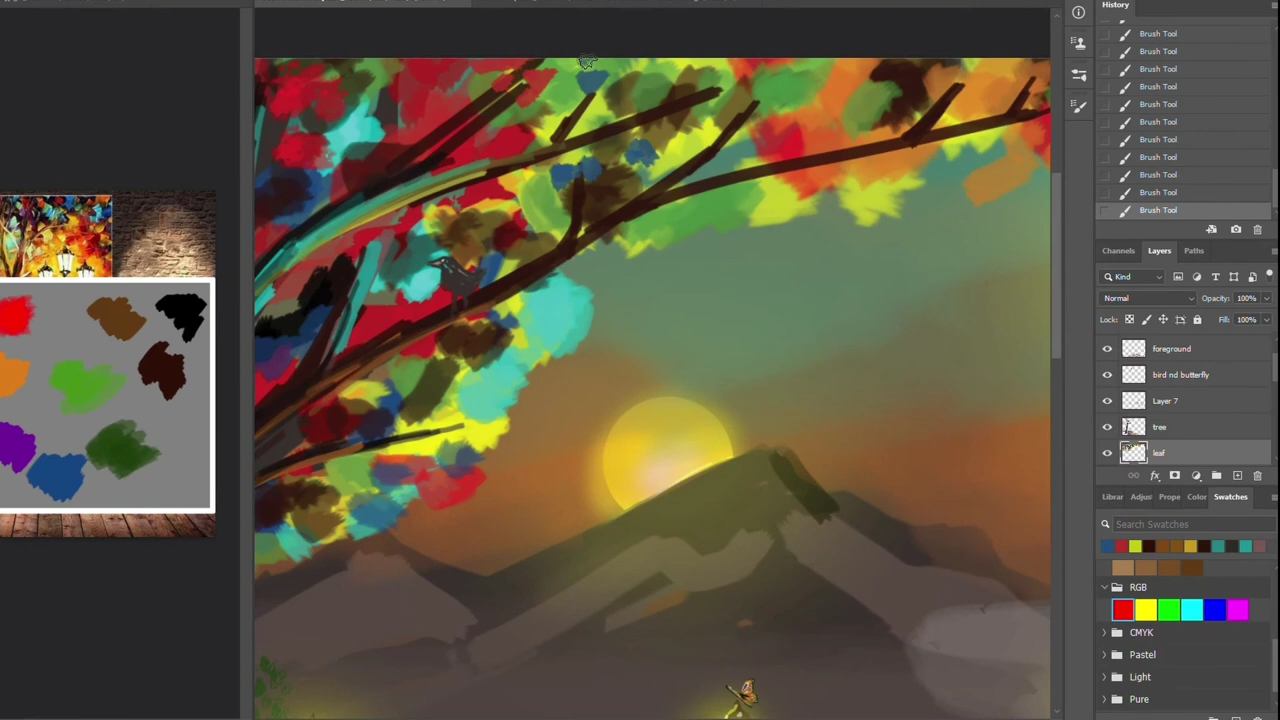 History
Brush Tool
Brush Tool
Brush Tool
Brush Tool
Brush Tool
Brush Tool
Brush Tool
Brush Tool
Brush Tool
Brush Tool
Brush Tool
Channels Layers Paths
Kind
Normal Opacity: 100%
Lock: Fill: 100%
foreground
bird nd butterfly
Layer 7
tree
leaf
fx
Librar Adjus Prope Color Swatches
Search Swatches
RGB
CMYK
Pastel
Light
Pure